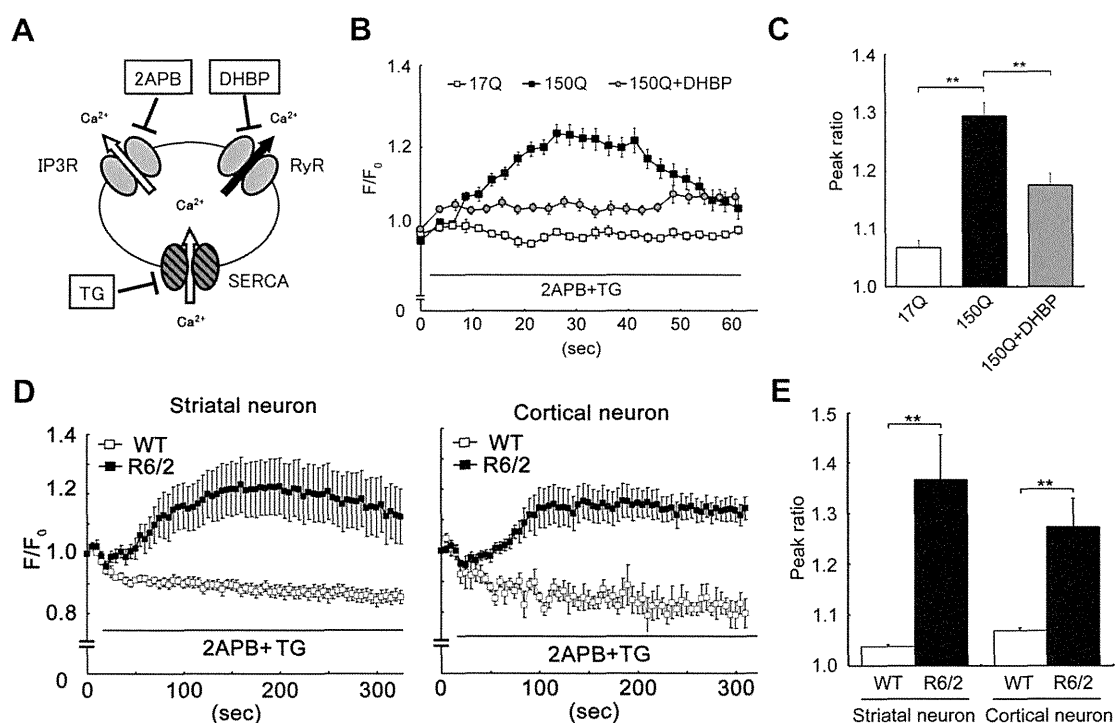 A
2APB
DHBP
Ca2+
Ca2+
IP3R
RyR
Ca2+
TG
SERCA
Ca2+
B
17Q
150Q
150Q+DHBP
1.4
1.2
1.0
0
F/F0
2APB+TG
0 10 20 30 40 50 60
(sec)
C
**
**
1.4
1.3
1.2
1.1
1.0
Peak ratio
17Q
150Q
150Q+DHBP
D
Striatal neuron
WT
R6/2
1.4
1.2
1.0
0.8
0
F/F0
2APB+TG
0 100 200 300
(sec)
Cortical neuron
WT
R6/2
2APB+TG
0 100 200 300
(sec)
E
**
**
1.5
1.4
1.3
1.2
1.1
1.0
Peak ratio
WT R6/2 WT R6/2
Striatal neuron Cortical neuron